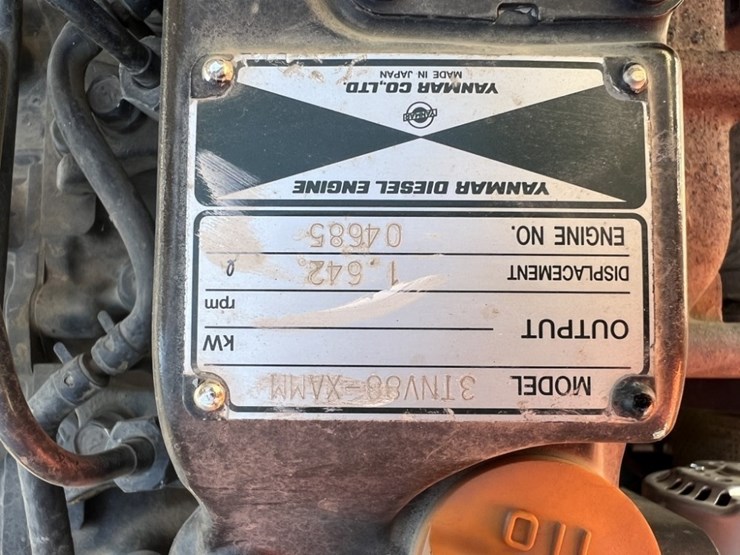 MODEL 3TNV88-XAMM
OUTPUT kW
rpm
DISPLACEMENT 1.642 ℓ
ENGINE NO. 04685
YANMAR DIESEL ENGINE
YANMAR
YANMAR CO.,LTD.
MADE IN JAPAN
OIL